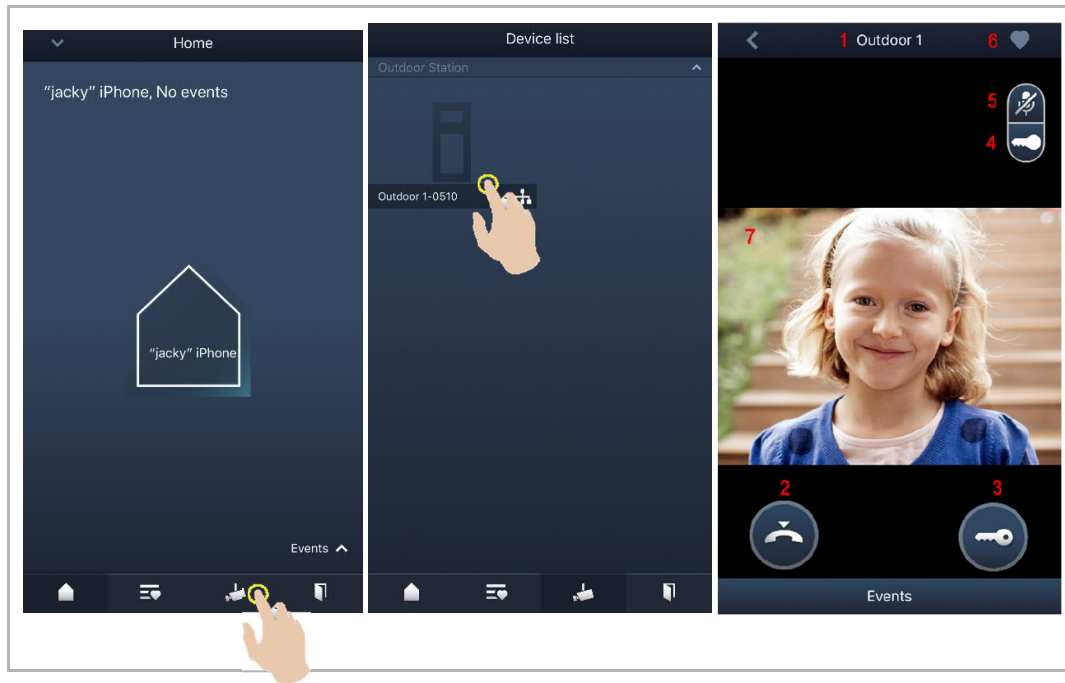 Home
"jacky" iPhone, No events
"jacky" iPhone
Events
Device list
Outdoor Station
Outdoor 1-0510
1 Outdoor 1 6
5
4
7
2 3
Events